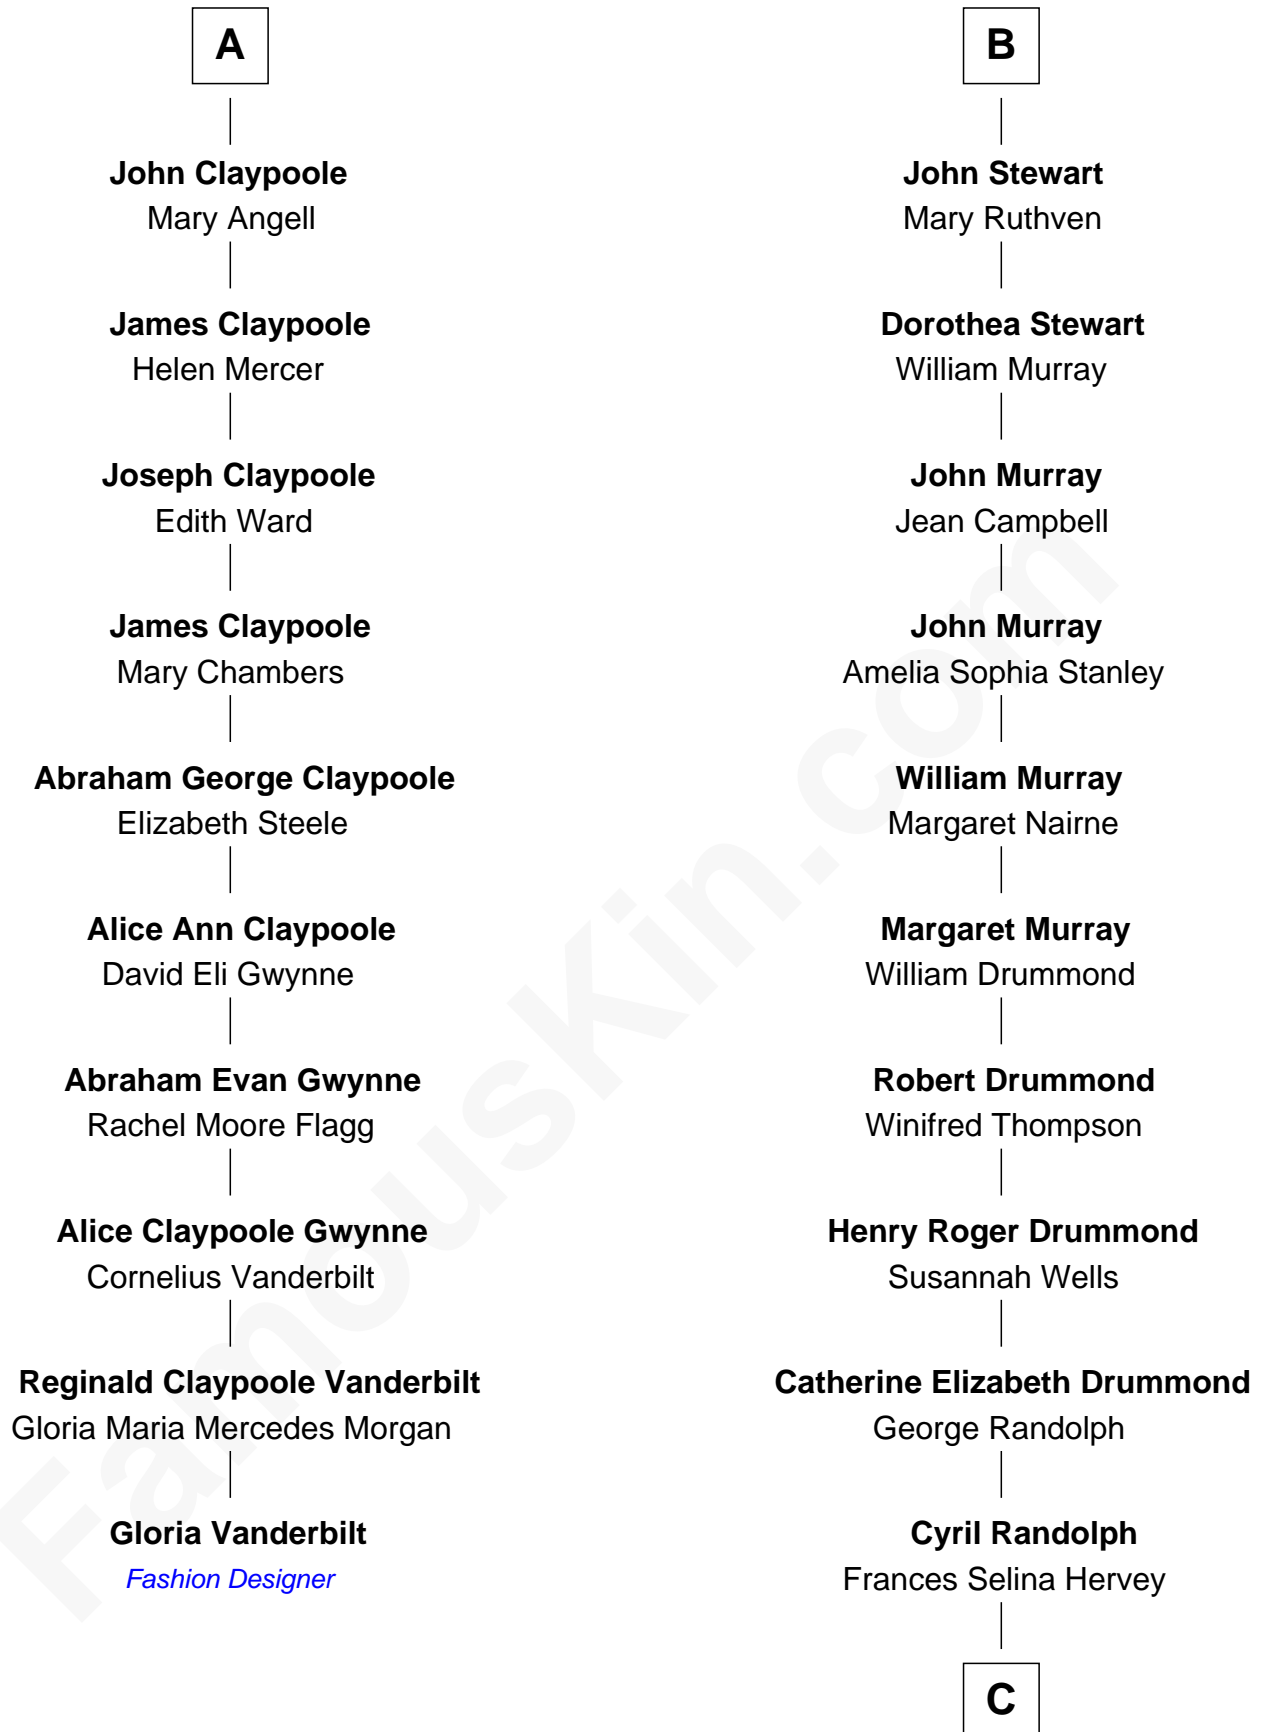 A
John Claypoole
Mary Angell
James Claypoole
Helen Mercer
Joseph Claypoole
Edith Ward
James Claypoole
Mary Chambers
Abraham George Claypoole
Elizabeth Steele
Alice Ann Claypoole
David Eli Gwynne
Abraham Evan Gwynne
Rachel Moore Flagg
Alice Claypoole Gwynne
Cornelius Vanderbilt
Reginald Claypoole Vanderbilt
Gloria Maria Mercedes Morgan
Gloria Vanderbilt
Fashion Designer
B
John Stewart
Mary Ruthven
Dorothea Stewart
William Murray
John Murray
Jean Campbell
John Murray
Amelia Sophia Stanley
William Murray
Margaret Nairne
Margaret Murray
William Drummond
Robert Drummond
Winifred Thompson
Henry Roger Drummond
Susannah Wells
Catherine Elizabeth Drummond
George Randolph
Cyril Randolph
Frances Selina Hervey
C
FamousKin.com